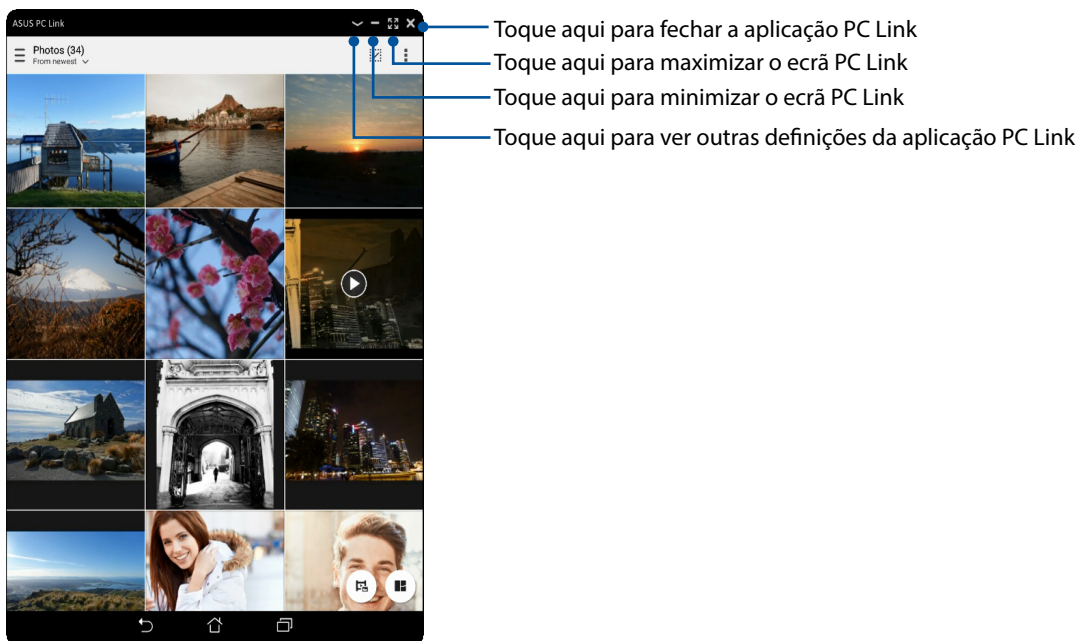 ASUS PC Link
Photos (34)
From newest
Toque aqui para fechar a aplicação PC Link
Toque aqui para maximizar o ecrã PC Link
Toque aqui para minimizar o ecrã PC Link
Toque aqui para ver outras definições da aplicação PC Link